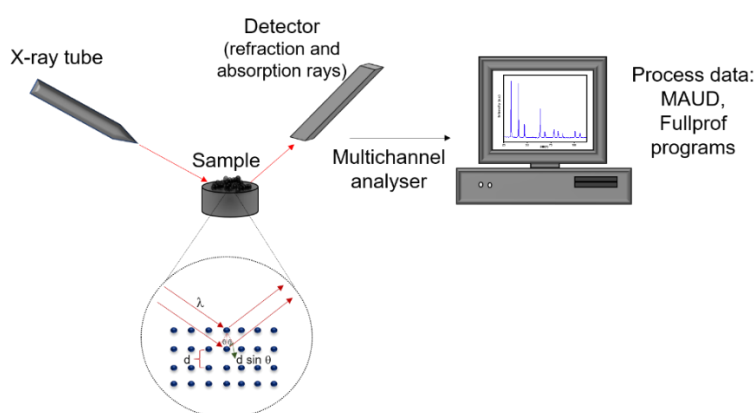 X-ray tube
Detector
(refraction and
absorption rays)
Sample
Multichannel
analyser
Process data:
MAUD,
Fullprof
programs
λ
d
d sin θ